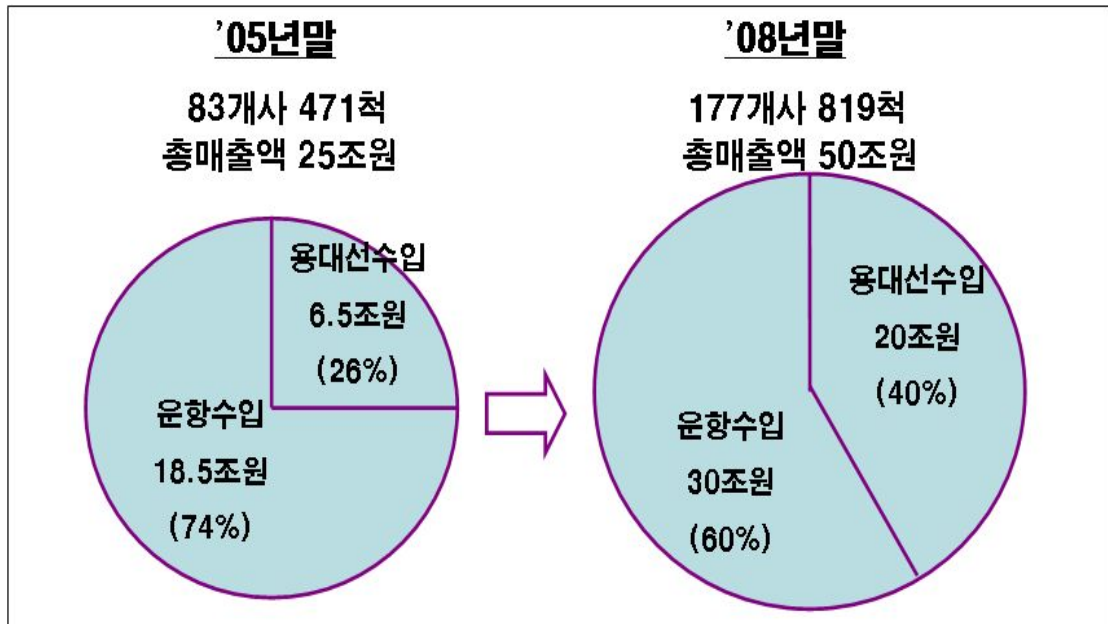 ’05년말
83개사 471척
총매출액 25조원
용대선수입
6.5조원
(26%)
운항수입
18.5조원
(74%)
’08년말
177개사 819척
총매출액 50조원
용대선수입
20조원
(40%)
운항수입
30조원
(60%)